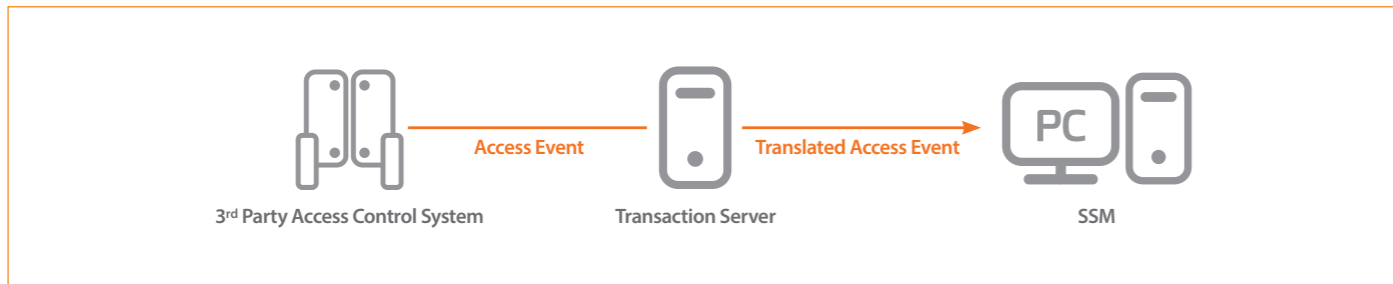 PC
Access Event
Translated Access Event
3rd Party Access Control System
Transaction Server
SSM